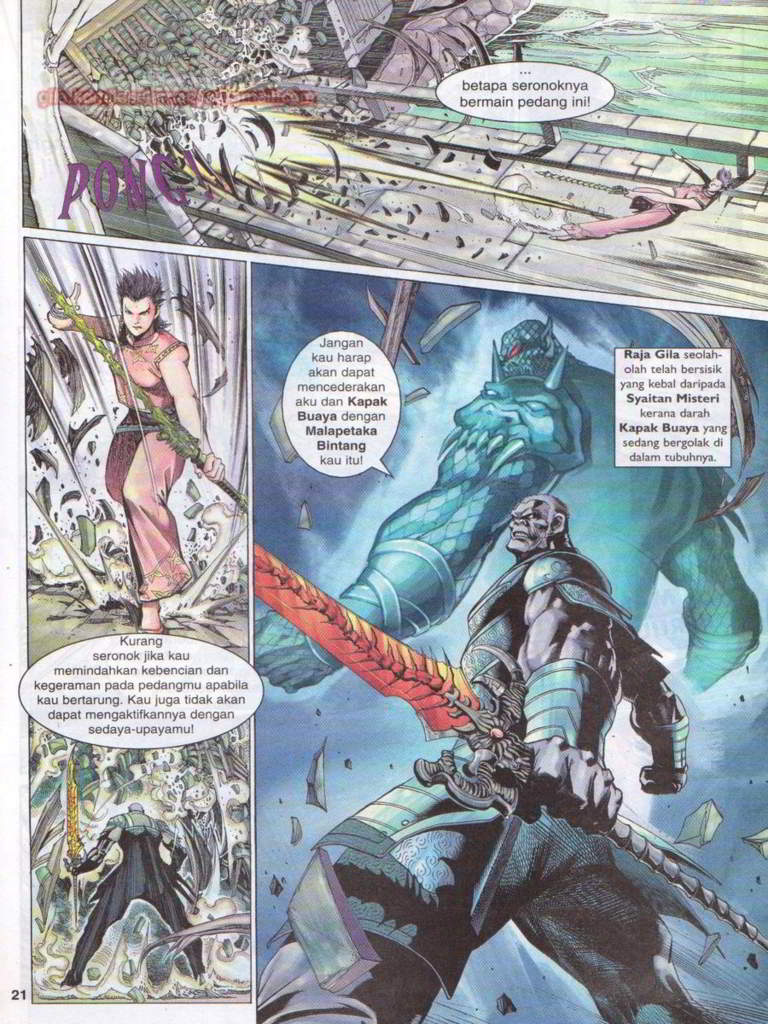 ...
betapa seronoknya
bermain pedang ini!
PONG!
Jangan
kau harap
akan dapat
mencederakan
aku dan Kapak
Buaya dengan
Malapetaka
Bintang
kau itu!
Raja Gila seolah-
olah telah bersisik
yang kebal daripada
Syaitan Misteri
kerana darah
Kapak Buaya yang
sedang bergolak di
dalam tubuhnya.
Kurang
seronok jika kau
memindahkan kebencian dan
kegeraman pada pedangmu apabila
kau bertarung. Kau juga tidak akan
dapat mengaktifkannya dengan
sedaya-upayamu!
21